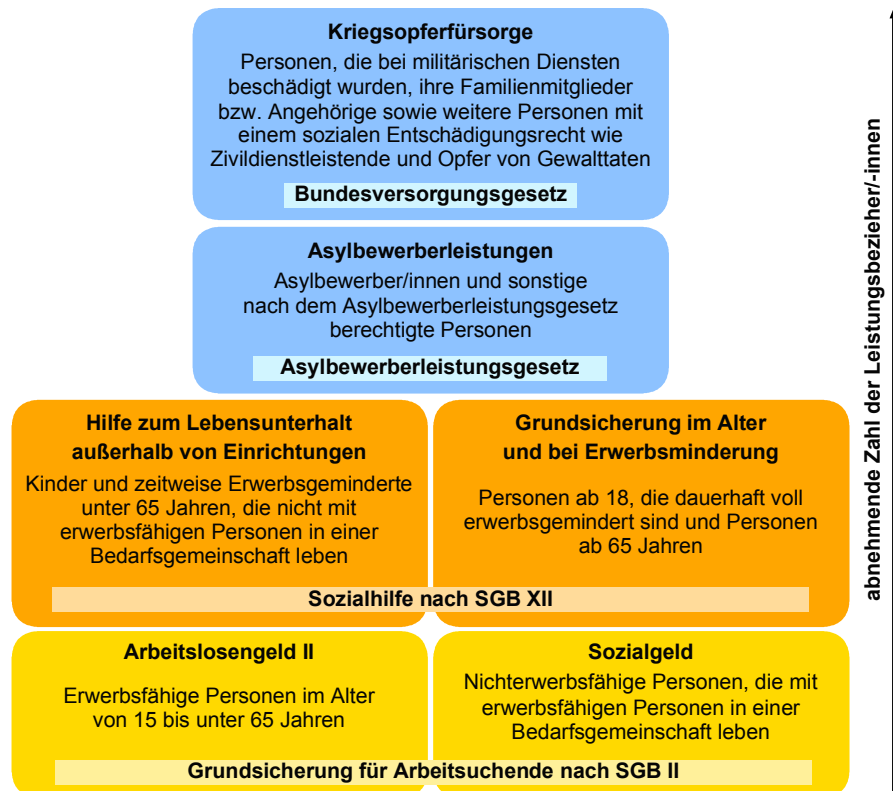 Kriegsopferfürsorge
Personen, die bei militärischen Diensten
beschädigt wurden, ihre Familienmitglieder
bzw. Angehörige sowie weitere Personen mit
einem sozialen Entschädigungsrecht wie
Zivildienstleistende und Opfer von Gewalttaten
Bundesversorgungsgesetz
Asylbewerberleistungen
Asylbewerber/innen und sonstige
nach dem Asylbewerberleistungsgesetz
berechtigte Personen
Asylbewerberleistungsgesetz
Hilfe zum Lebensunterhalt
außerhalb von Einrichtungen
Kinder und zeitweise Erwerbsgeminderte
unter 65 Jahren, die nicht mit
erwerbsfähigen Personen in einer
Bedarfsgemeinschaft leben
Grundsicherung im Alter
und bei Erwerbsminderung
Personen ab 18, die dauerhaft voll
erwerbsgemindert sind und Personen
ab 65 Jahren
Sozialhilfe nach SGB XII
Arbeitslosengeld II
Erwerbsfähige Personen im Alter
von 15 bis unter 65 Jahren
Sozialgeld
Nichterwerbsfähige Personen, die mit
erwerbsfähigen Personen in einer
Bedarfsgemeinschaft leben
Grundsicherung für Arbeitsuchende nach SGB II
abnehmende Zahl der Leistungsbezieher/-innen